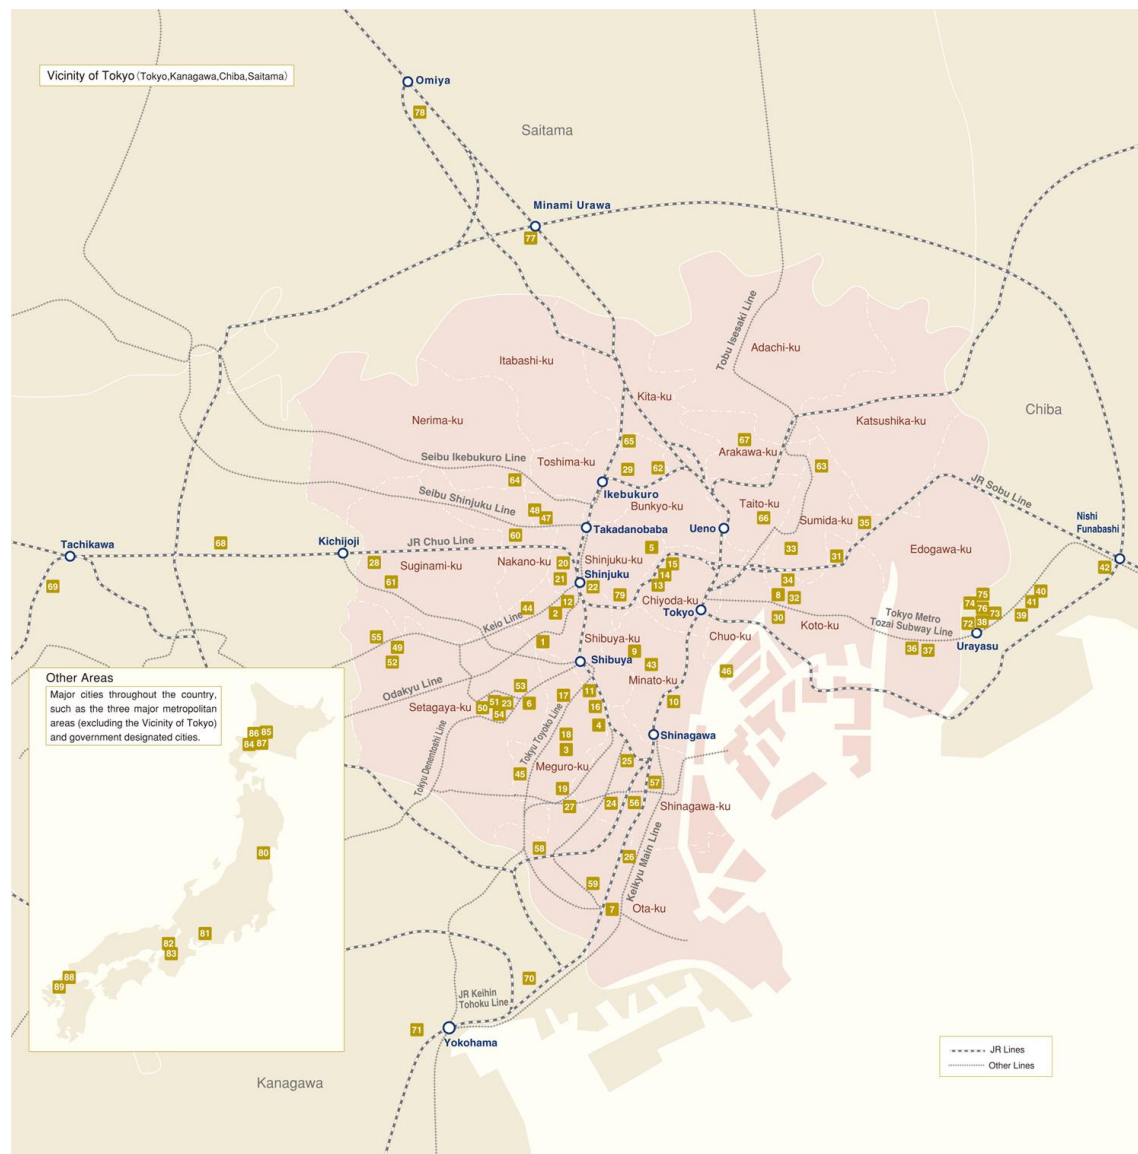 Vicinity of Tokyo (Tokyo,Kanagawa,Chiba,Saitama)
Omiya
78
Saitama
Minami Urawa
77
Tobu Isesaki Line
Adachi-ku
Itabashi-ku
Kita-ku
Chiba
Nerima-ku
Katsushika-ku
65
67
Arakawa-ku
Seibu Ikebukuro Line
Toshima-ku
29
62
63
64
Ikebukuro
JR Sobu Line
Seibu Shinjuku Line
Bunkyo-ku
Taito-ku
48
47
66
Sumida-ku
35
Nishi
Funabashi
Takadanobaba
Ueno
60
JR Chuo Line
68
Tachikawa
Kichijoji
5
33
31
Edogawa-ku
28
Suginami-ku
Nakano-ku
20
Shinjuku-ku
15
42
21
Shinjuku
14
34
69
61
22
13
79
8
32
75
40
12
Chiyoda-ku
74
76
41
44
2
Tokyo
30
Koto-ku
Tokyo Metro
Tozai Subway Line
73
39
72
38
Keio Line
Urayasu
55
49
1
Shibuya-ku
Chuo-ku
36
37
52
9
Shibuya
43
Minato-ku
46
Other Areas
Major cities throughout the country,
such as the three major metropolitan
areas (excluding the Vicinity of Tokyo)
and government designated cities.
Odakyu Line
53
17
11
10
Setagaya-ku
50
51
23
54
6
16
4
86
85
84
87
Tokyu Denentoshi Line
Tokyu Toyoko Line
18
3
Shinagawa
45
Meguro-ku
25
57
19
27
24
56
Shinagawa-ku
80
58
26
Keikyu Main Line
59
7
Ota-ku
81
82
83
88
89
70
JR Keihin
Tohoku Line
71
Yokohama
Kanagawa
JR Lines
Other Lines